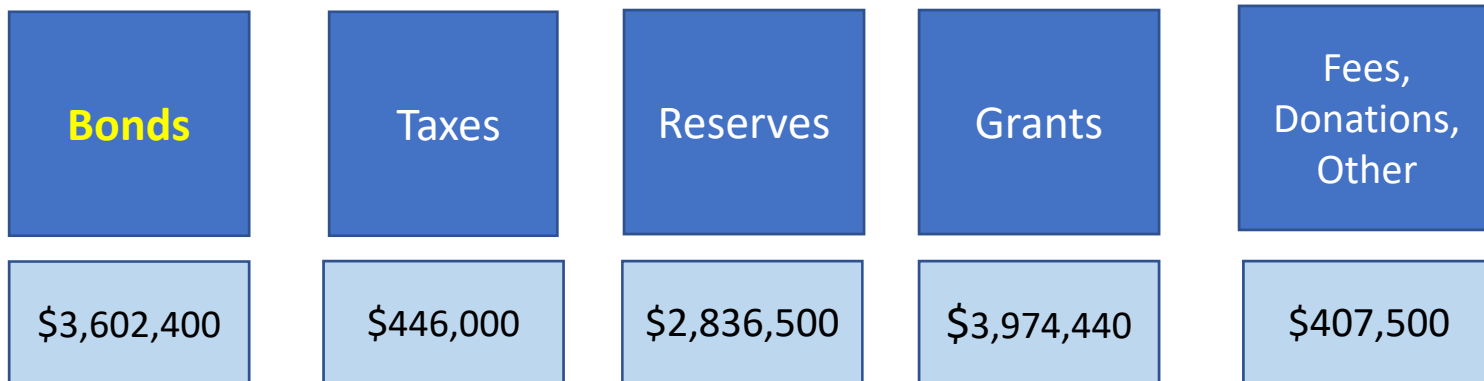 Bonds
Taxes
Reserves
Grants
Fees,
Donations,
Other
$3,602,400
$446,000
$2,836,500
$3,974,440
$407,500